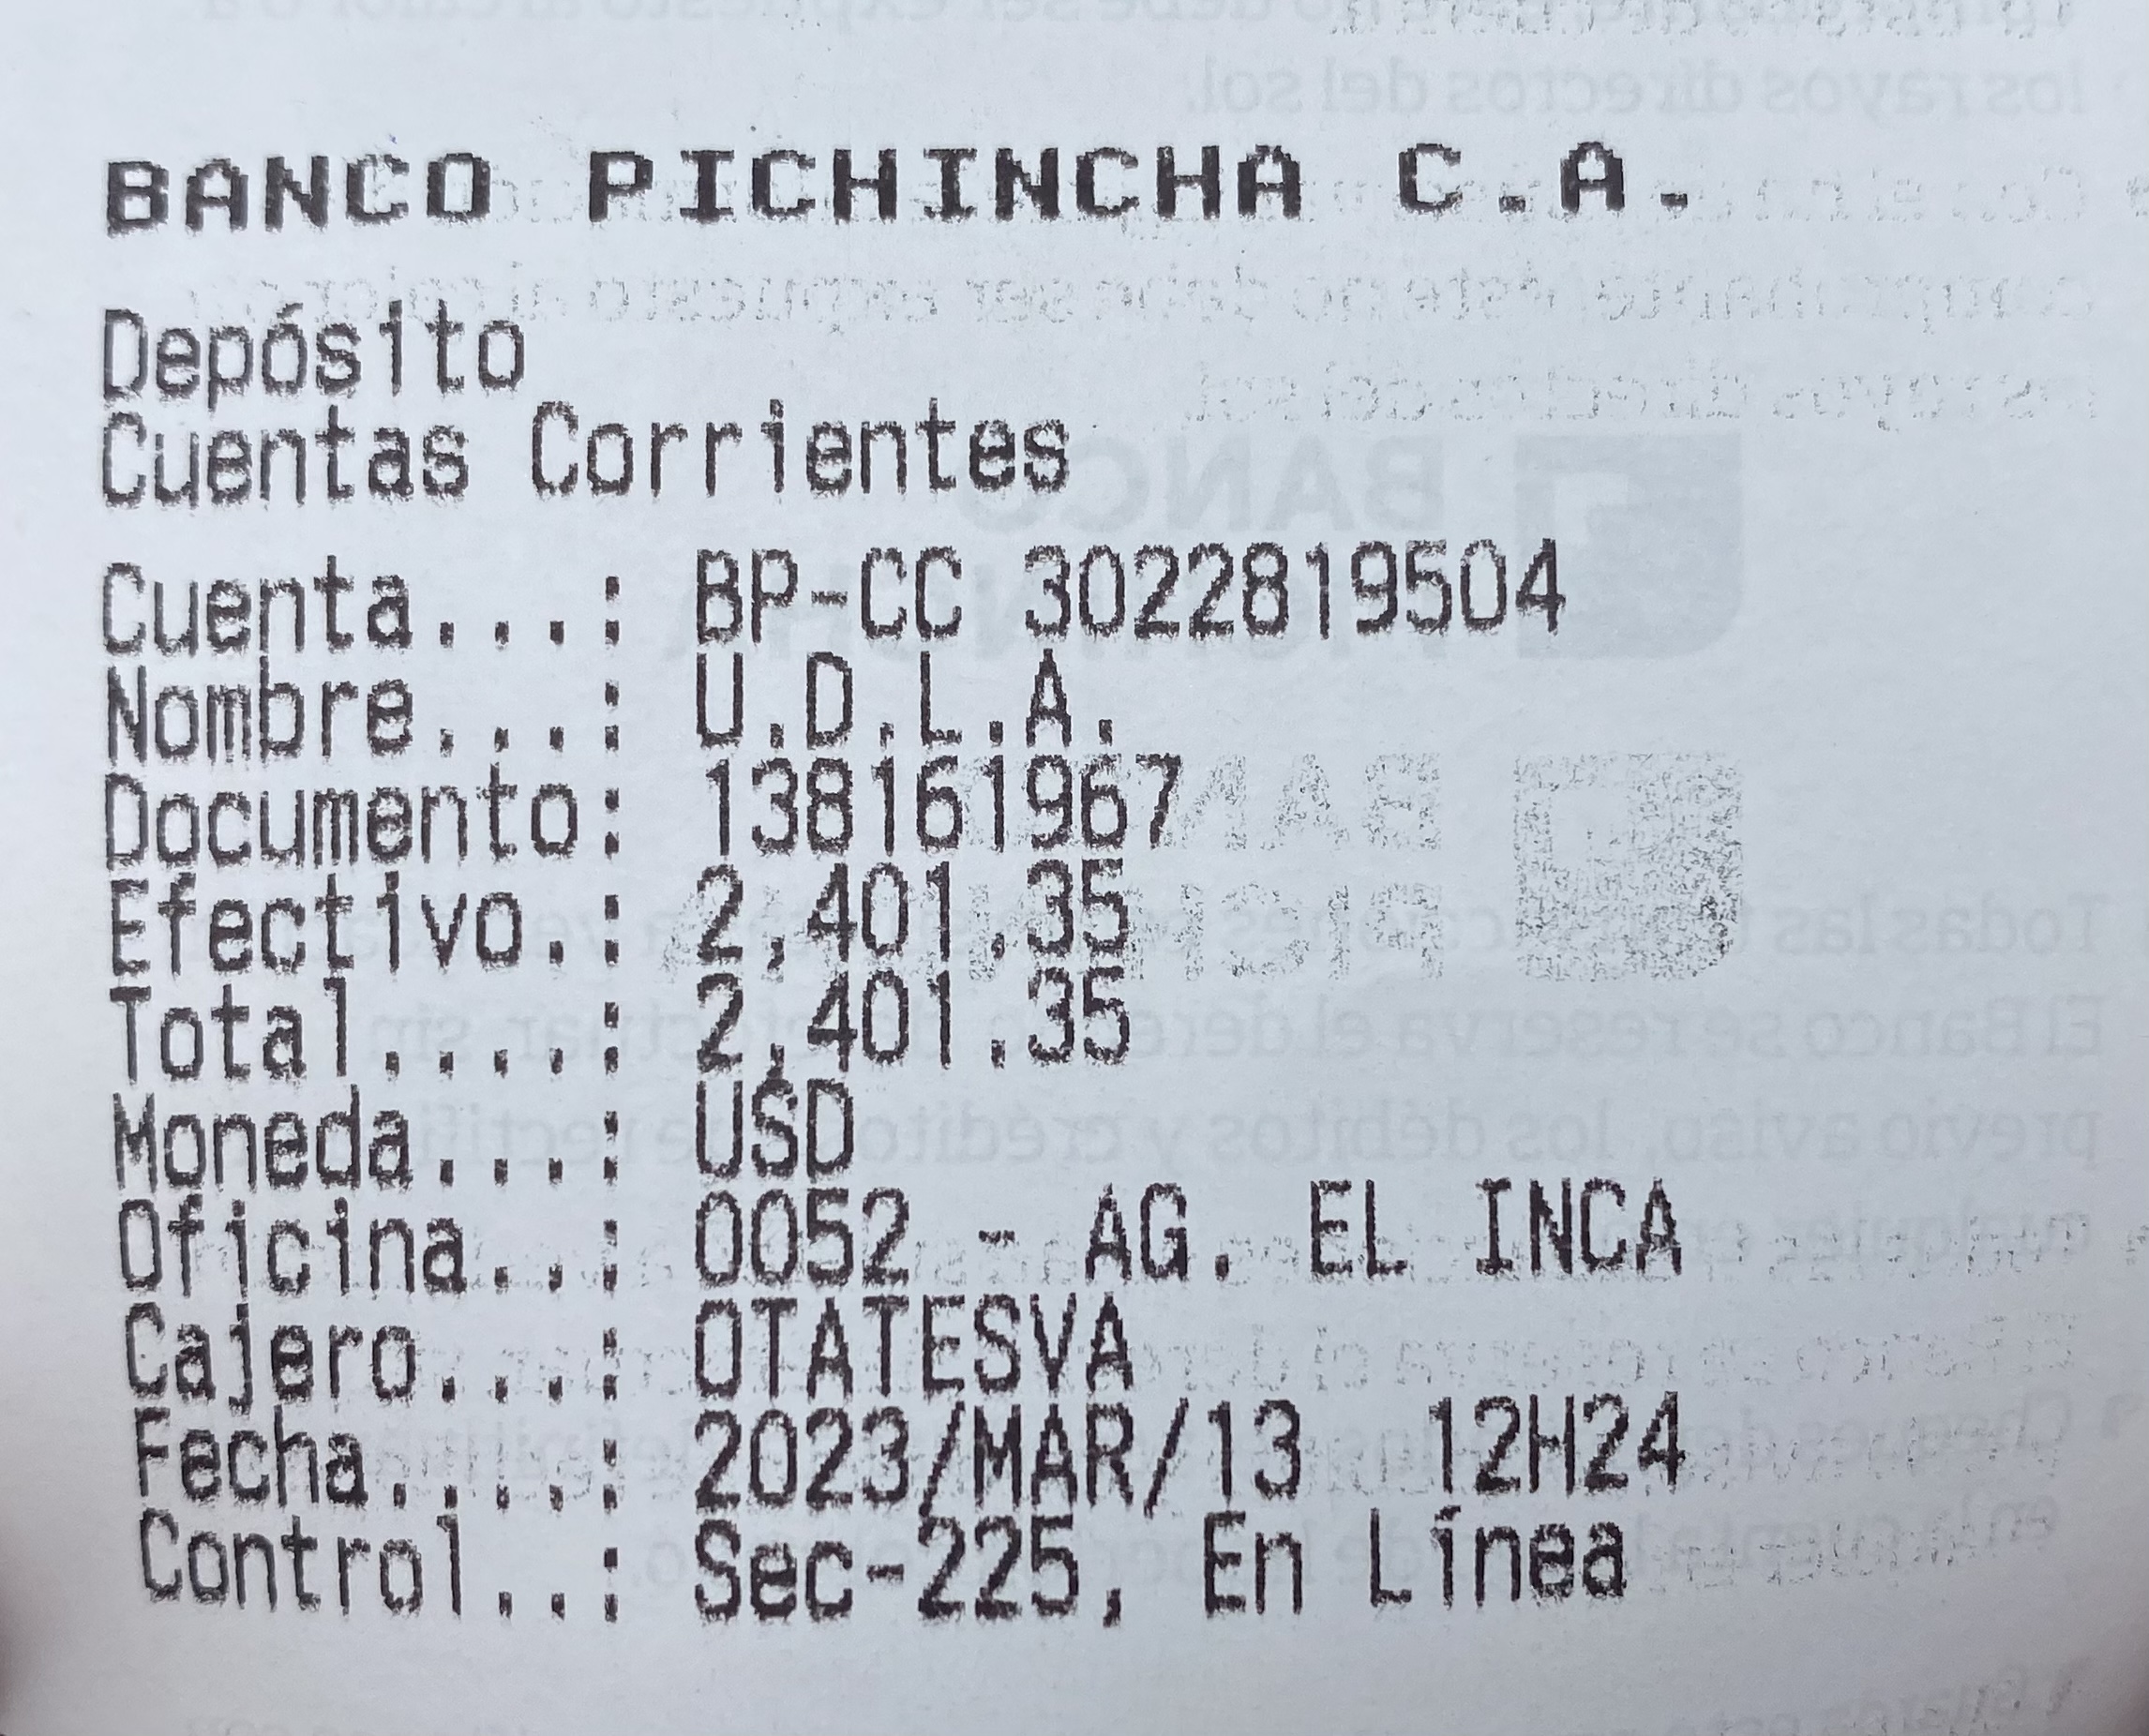 BANCO PICHINCHA C.A.
Depósito
Cuentas Corrientes
Cuenta...: BP-CC 3022819504
Nombre...: U.D.L.A.
Documento: 138161967
Efectivo.: 2,401.35
Total....: 2,401.35
Moneda...: USD
Oficina..: 0052 - AG. EL INCA
Cajero...: OTATESVA
Fecha....: 2023/MAR/13 12H24
Control..: Sec-225, En Línea